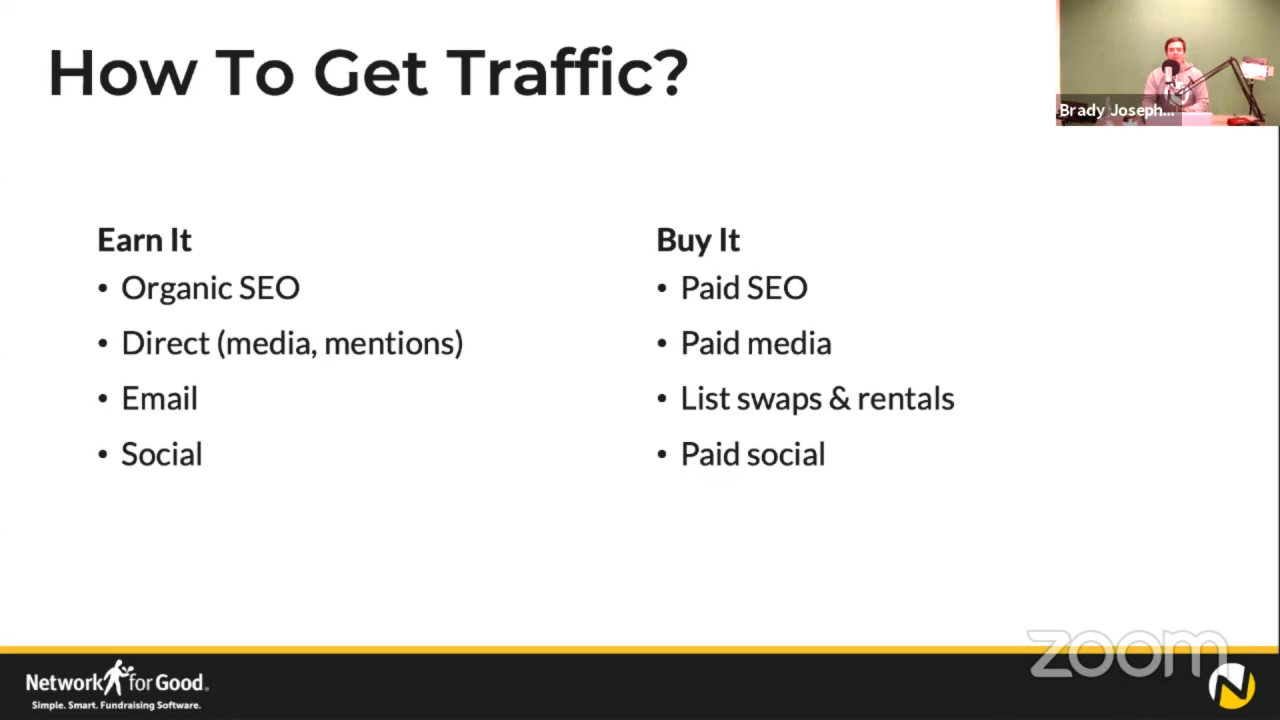 How To Get Traffic?
Brady Joseph...
Earn It
• Organic SEO
• Direct (media, mentions)
• Email
• Social
Buy It
• Paid SEO
• Paid media
• List swaps & rentals
• Paid social
zoom
Network for Good.
Simple. Smart. Fundraising Software.
N